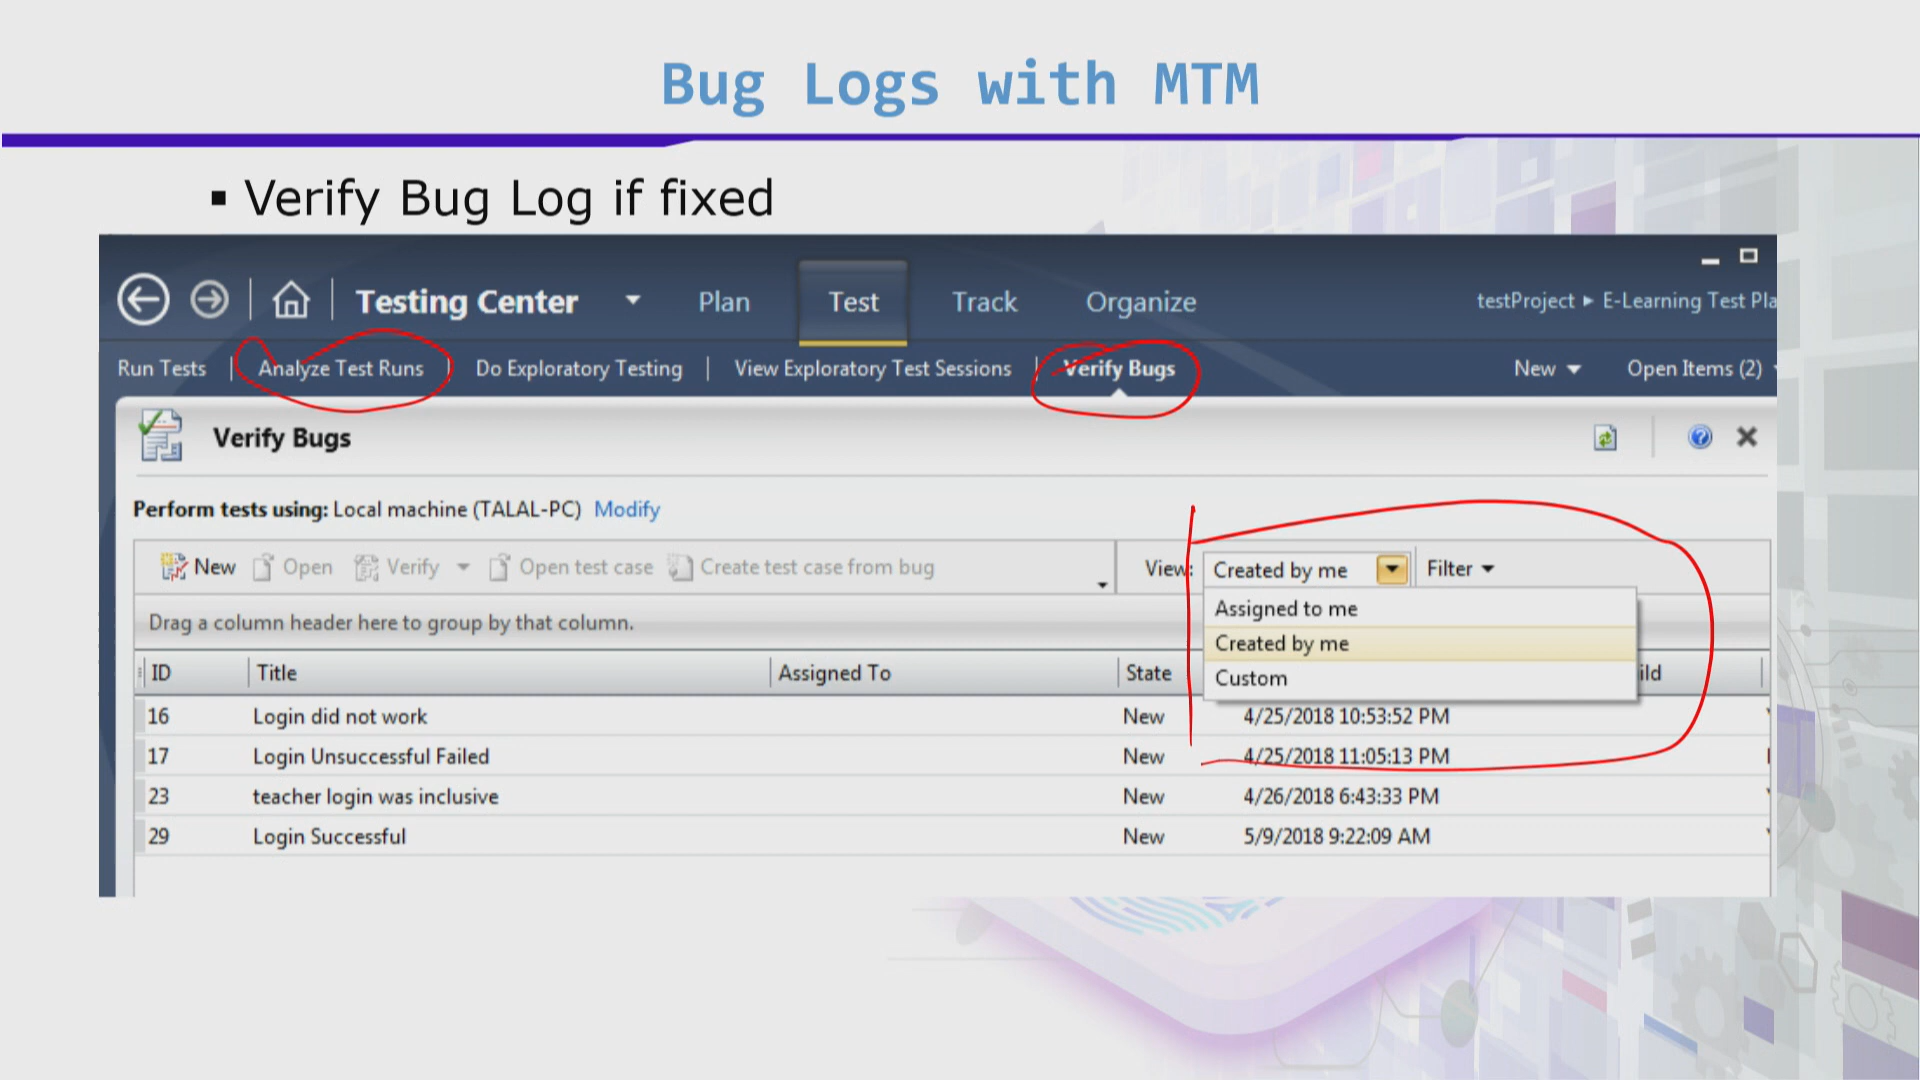 Bug Logs with MTM
▪ Verify Bug Log if fixed
Testing Center Plan Test Track Organize testProject ▸ E-Learning Test Pla
Run Tests | Analyze Test Runs | Do Exploratory Testing | View Exploratory Test Sessions | Verify Bugs New Open Items (2)
Verify Bugs
Perform tests using: Local machine (TALAL-PC) Modify
New Open Verify Open test case Create test case from bug View: Created by me Filter
Assigned to me
Created by me
Custom
Drag a column header here to group by that column.
ID Title Assigned To State ild
16 Login did not work New 4/25/2018 10:53:52 PM
17 Login Unsuccessful Failed New 4/25/2018 11:05:13 PM
23 teacher login was inclusive New 4/26/2018 6:43:33 PM
29 Login Successful New 5/9/2018 9:22:09 AM